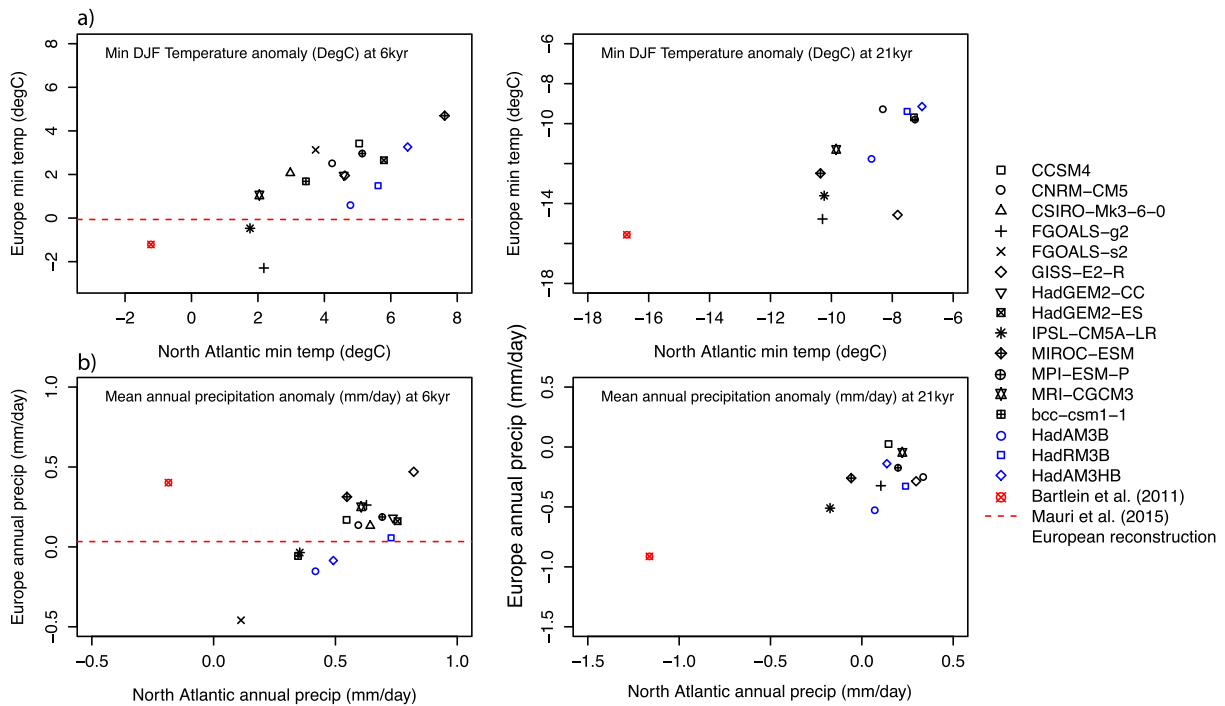 a)
Min DJF Temperature anomaly (DegC) at 6kyr
Europe min temp (degC)
8
6
4
2
0
−2
−2 0 2 4 6 8
North Atlantic min temp (degC)
Min DJF Temperature anomaly (DegC) at 21kyr
Europe min temp (degC)
−6
−10
−14
−18
−18 −16 −14 −12 −10 −8 −6
North Atlantic min temp (degC)
b)
Mean annual precipitation anomaly (mm/day) at 6kyr
Europe annual precip (mm/day)
1.0
0.5
0.0
−0.5
−0.5 0.0 0.5 1.0
North Atlantic annual precip (mm/day)
Mean annual precipitation anomaly (mm/day) at 21kyr
Europe annual precip (mm/day)
0.5
0.0
−0.5
−1.0
−1.5
−1.5 −1.0 −0.5 0.0 0.5
North Atlantic annual precip (mm/day)
CCSM4
CNRM−CM5
CSIRO−Mk3−6−0
FGOALS−g2
FGOALS−s2
GISS−E2−R
HadGEM2−CC
HadGEM2−ES
IPSL−CM5A−LR
MIROC−ESM
MPI−ESM−P
MRI−CGCM3
bcc−csm1−1
HadAM3B
HadRM3B
HadAM3HB
Bartlein et al. (2011)
Mauri et al. (2015)
European reconstruction